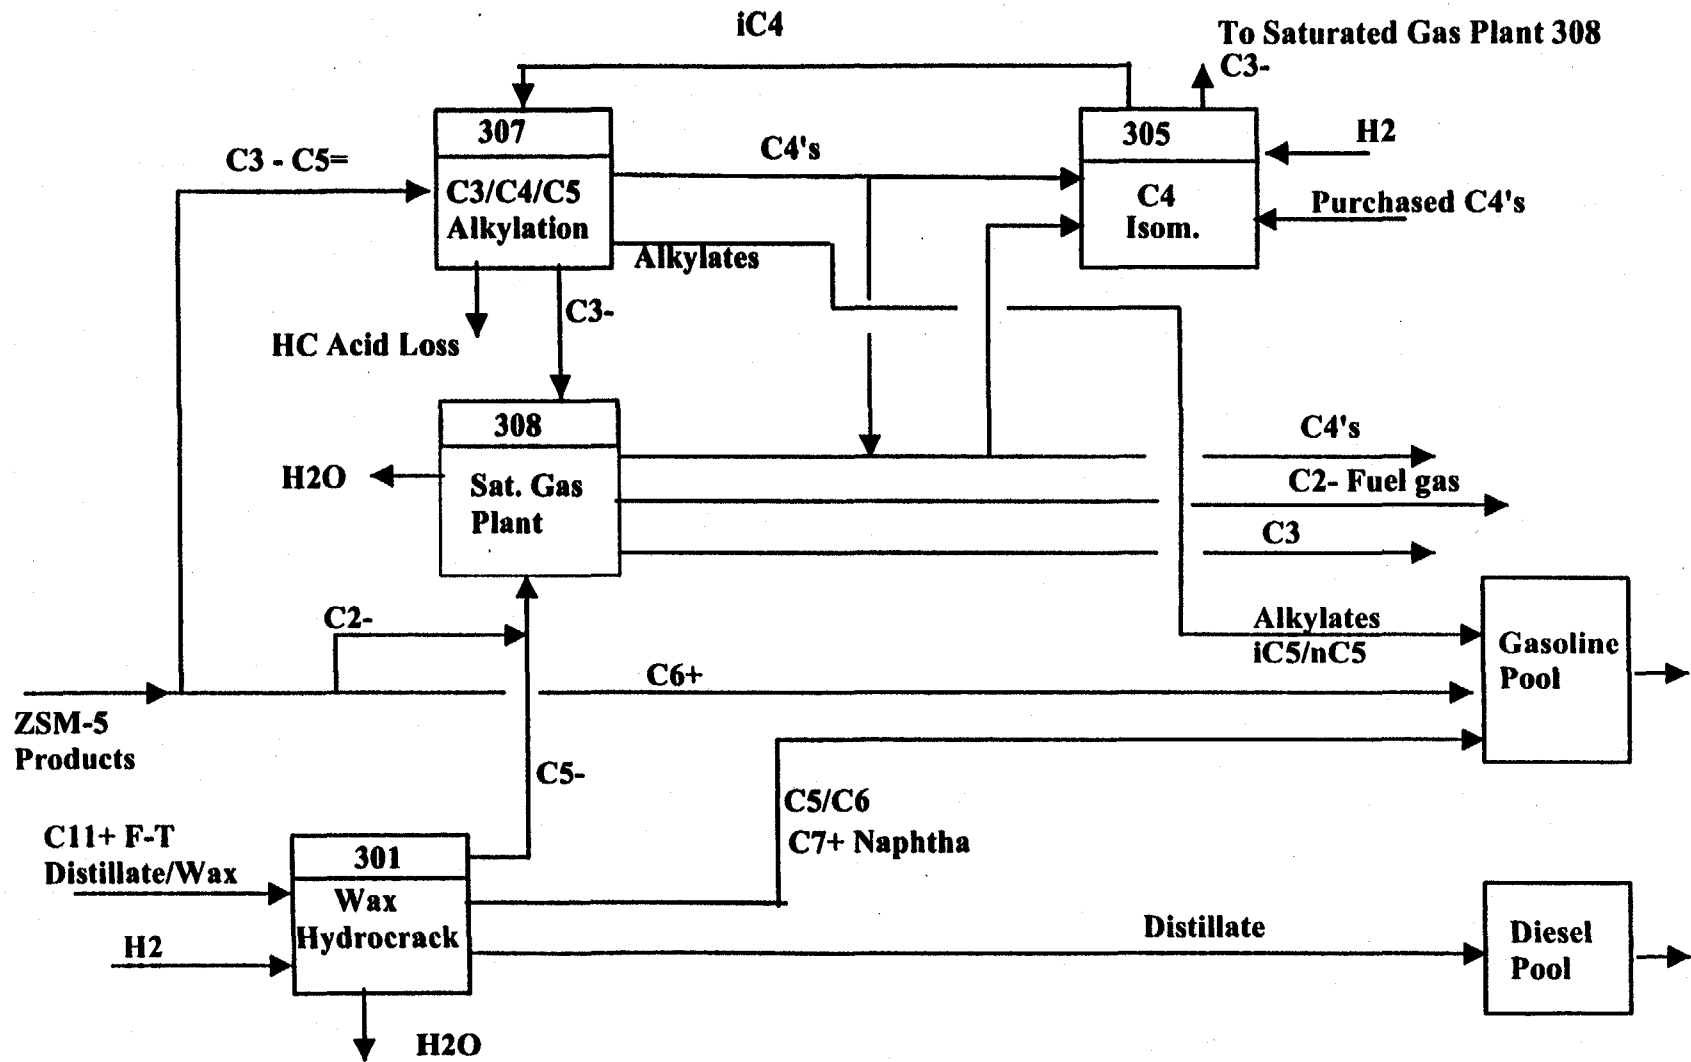 iC4
To Saturated Gas Plant 308
C3-
307
305
H2
C4's
C3 - C5=
C3/C4/C5
Alkylation
C4
Isom.
Purchased C4's
Alkylates
C3-
HC Acid Loss
308
C4's
H2O
Sat. Gas
Plant
C2- Fuel gas
C3
C2-
Alkylates
iC5/nC5
Gasoline
Pool
C6+
ZSM-5
Products
C5-
C5/C6
C7+ Naphtha
C11+ F-T
Distillate/Wax
301
Wax
Hydrocrack
H2
Distillate
Diesel
Pool
H2O